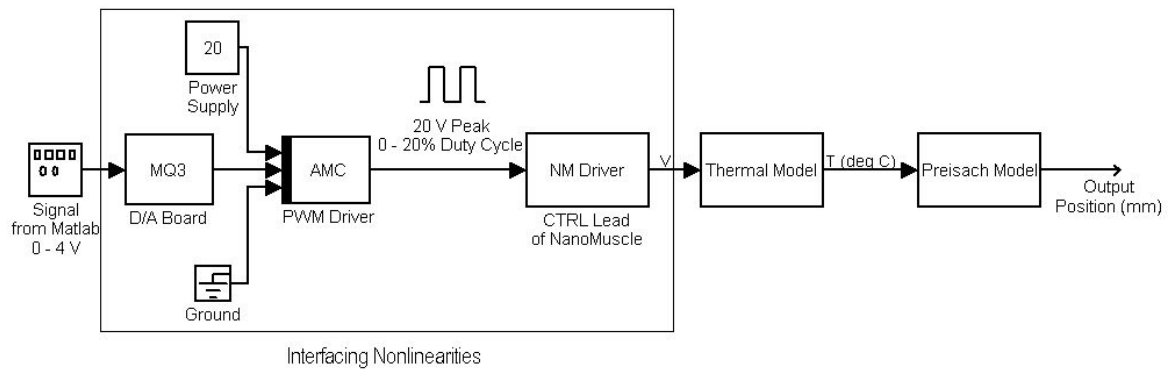 20
Power
Supply
20 V Peak
0 - 20% Duty Cycle
MQ3
AMC
NM Driver
V
Thermal Model
T (deg C)
Preisach Model
Signal
from Matlab
0 - 4 V
D/A Board
PWM Driver
CTRL Lead
of NanoMuscle
Output
Position (mm)
Ground
Interfacing Nonlinearities